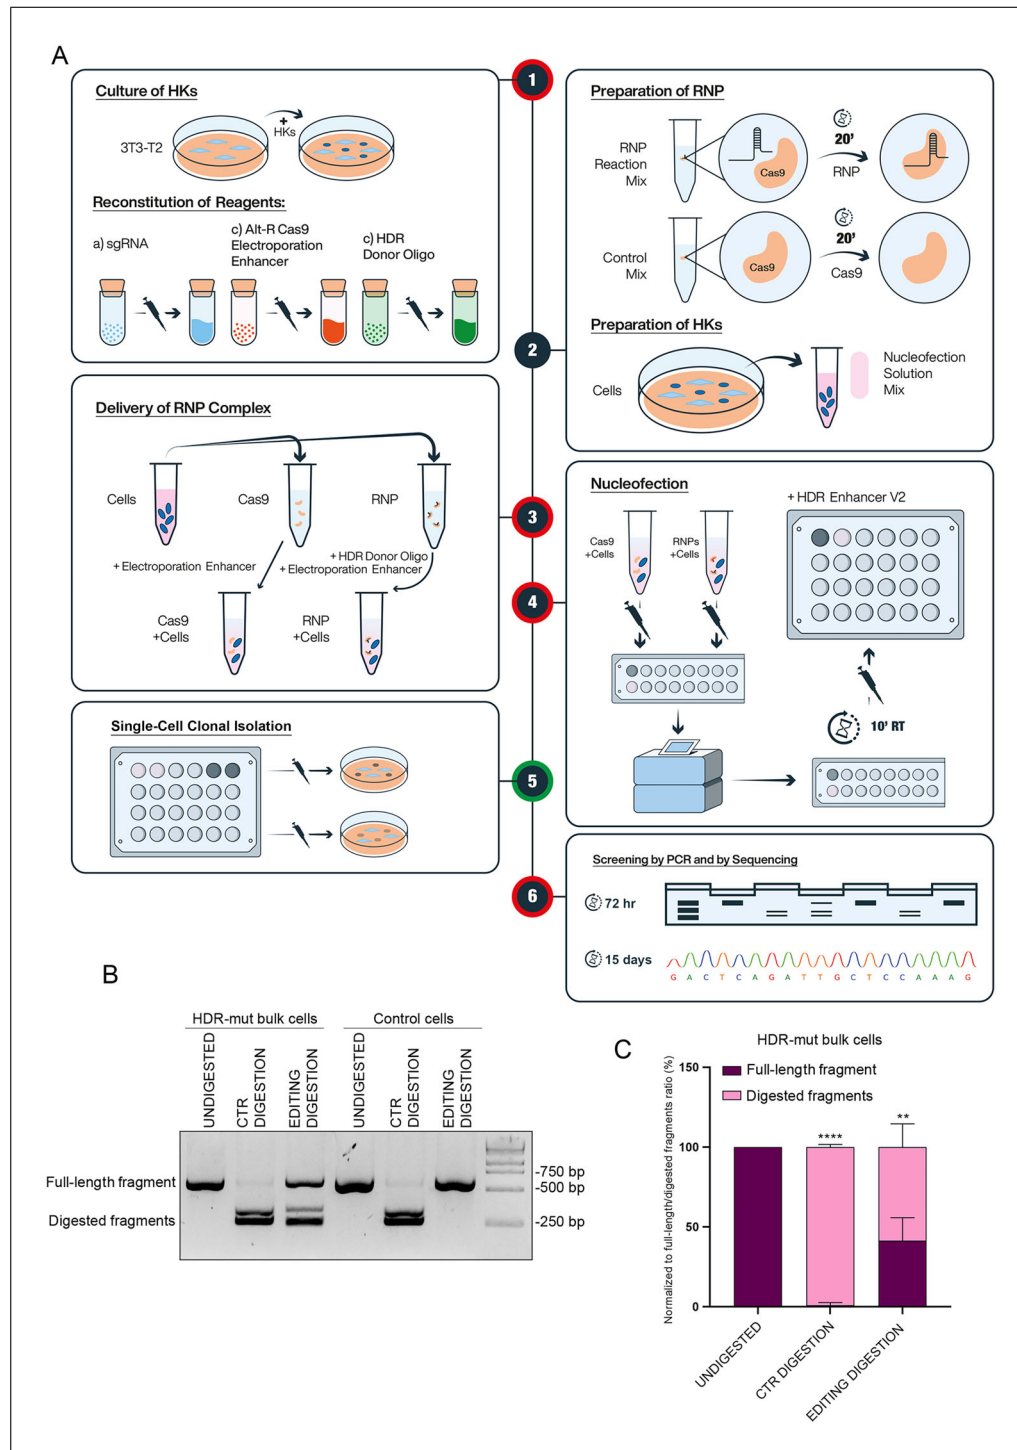 A
1
Culture of HKs
+
HKs
3T3-T2
Reconstitution of Reagents:
a) sgRNA
c) Alt-R Cas9
Electroporation
Enhancer
c) HDR
Donor Oligo
Preparation of RNP
RNP
Reaction
Mix
Cas9
20'
RNP
Control
Mix
Cas9
20'
Cas9
2
Preparation of HKs
Cells
Nucleofection
Solution
Mix
Delivery of RNP Complex
Cells
Cas9
RNP
+ Electroporation Enhancer
+ HDR Donor Oligo
+ Electroporation Enhancer
Cas9
+Cells
RNP
+Cells
3
4
Nucleofection
Cas9
+Cells
RNPs
+Cells
+ HDR Enhancer V2
10' RT
Single-Cell Clonal Isolation
5
6
Screening by PCR and by Sequencing
72 hr
15 days
G A C T C A G A T T G C T C C A A A G
B
HDR-mut bulk cells
Control cells
UNDIGESTED
CTR
DIGESTION
EDITING
DIGESTION
UNDIGESTED
CTR
DIGESTION
EDITING
DIGESTION
Full-length fragment
Digested fragments
-750 bp
-500 bp
-250 bp
C
HDR-mut bulk cells
Normalized to full-length/digested fragments ratio (%)
150
100
50
0
Full-length fragment
Digested fragments
****
**
UNDIGESTED
CTR DIGESTION
EDITING DIGESTION